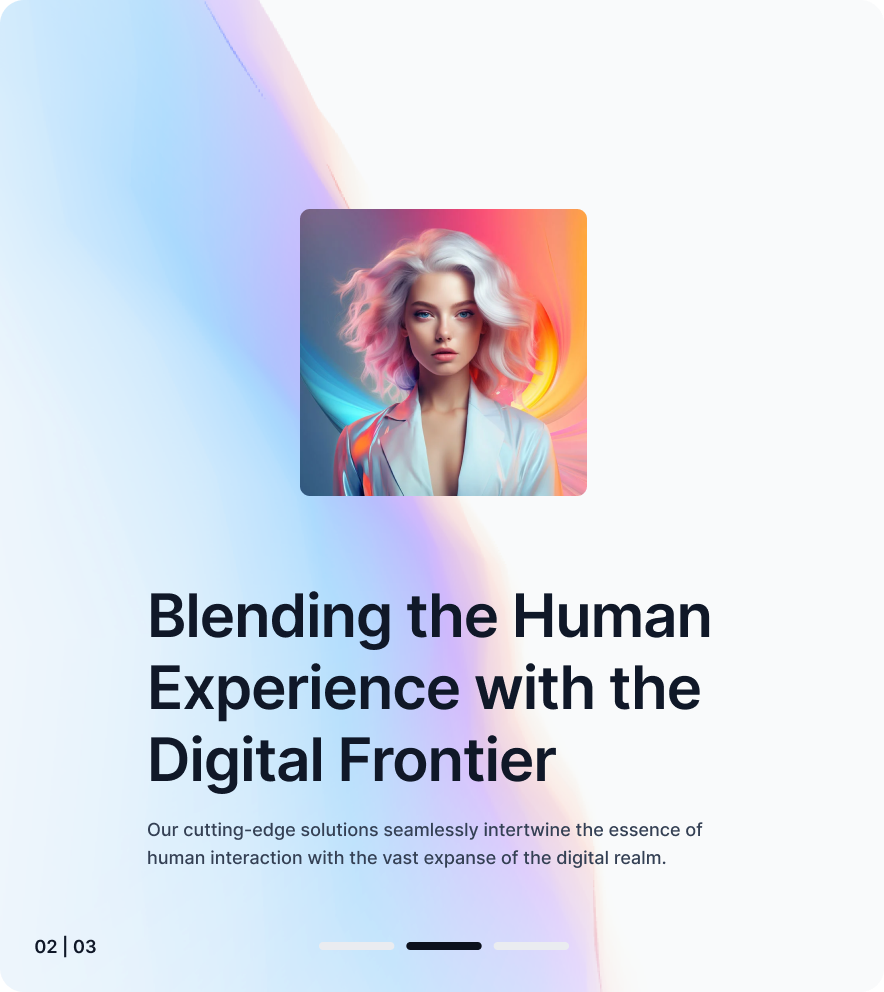 Blending the Human
Experience with the
Digital Frontier
Our cutting-edge solutions seamlessly intertwine the essence of
human interaction with the vast expanse of the digital realm.
02 | 03